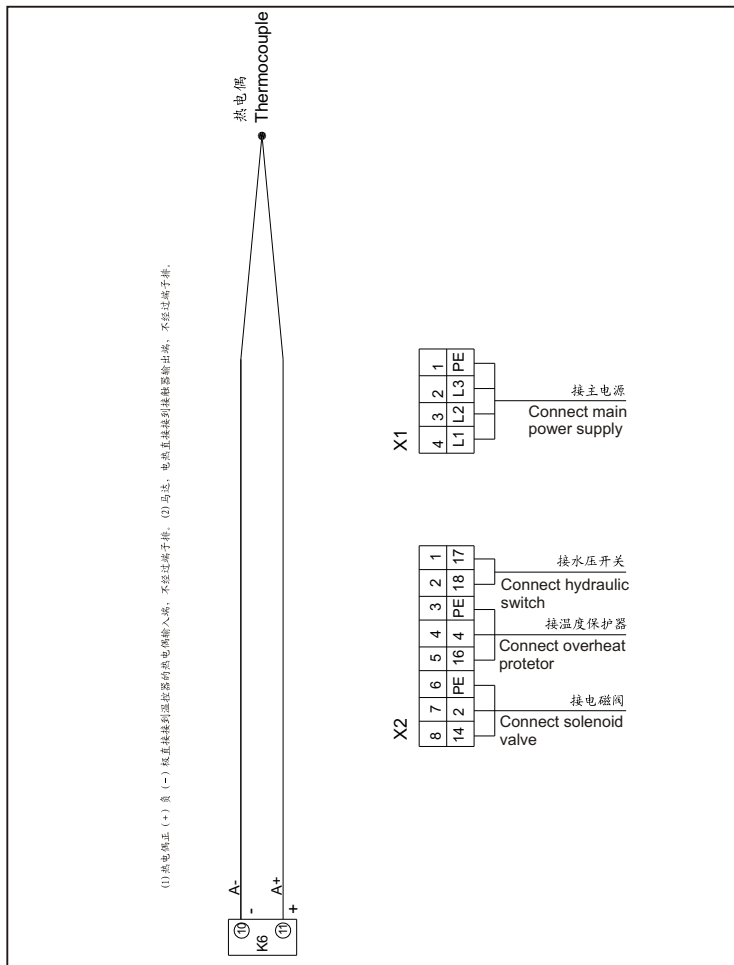 热电偶
Thermocouple
(1)热电偶正(+)负(-)极直接接到温控器的热电偶输入端，不经过端子排。(2)马达，电热直接接到接触器输出端，不经过端子排。
A-
A+
-
+
10
11
K6
X1
1 PE
2 L3
3 L2
4 L1
接主电源
Connect main
power supply
X2
1 17
2 18
3 PE
4 4
5 16
6 PE
7 2
8 14
接水压开关
Connect hydraulic
switch
接温度保护器
Connect overheat
protetor
接电磁阀
Connect solenoid
valve